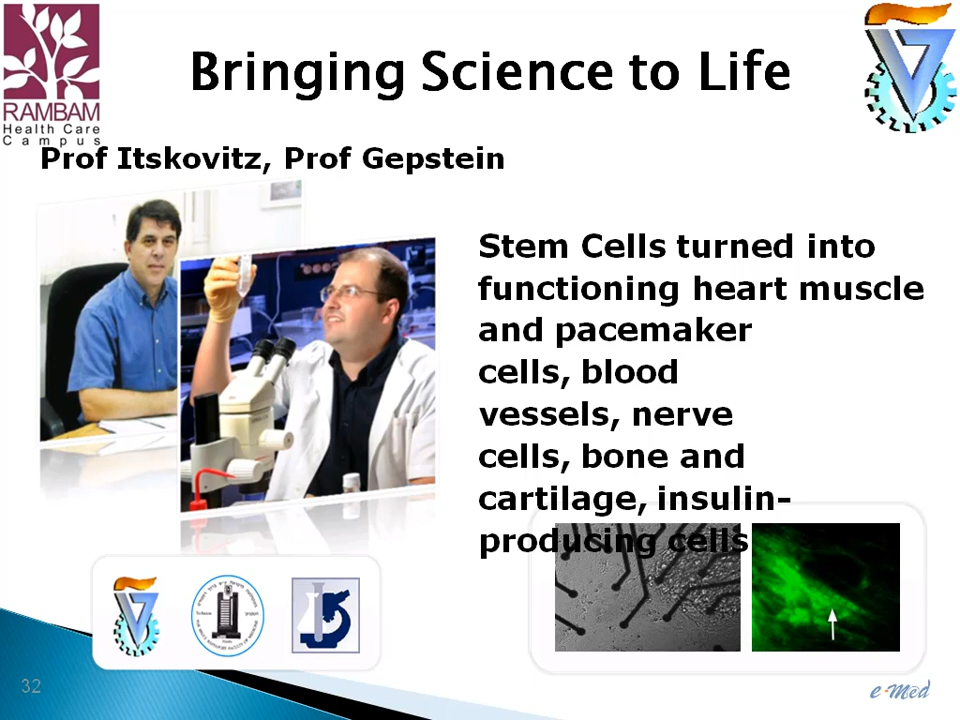 Bringing Science to Life
RAMBAM
Health Care
Campus
Prof Itskovitz, Prof Gepstein
Stem Cells turned into
functioning heart muscle
and pacemaker
cells, blood
vessels, nerve
cells, bone and
cartilage, insulin-
producing cells
32
e-Med